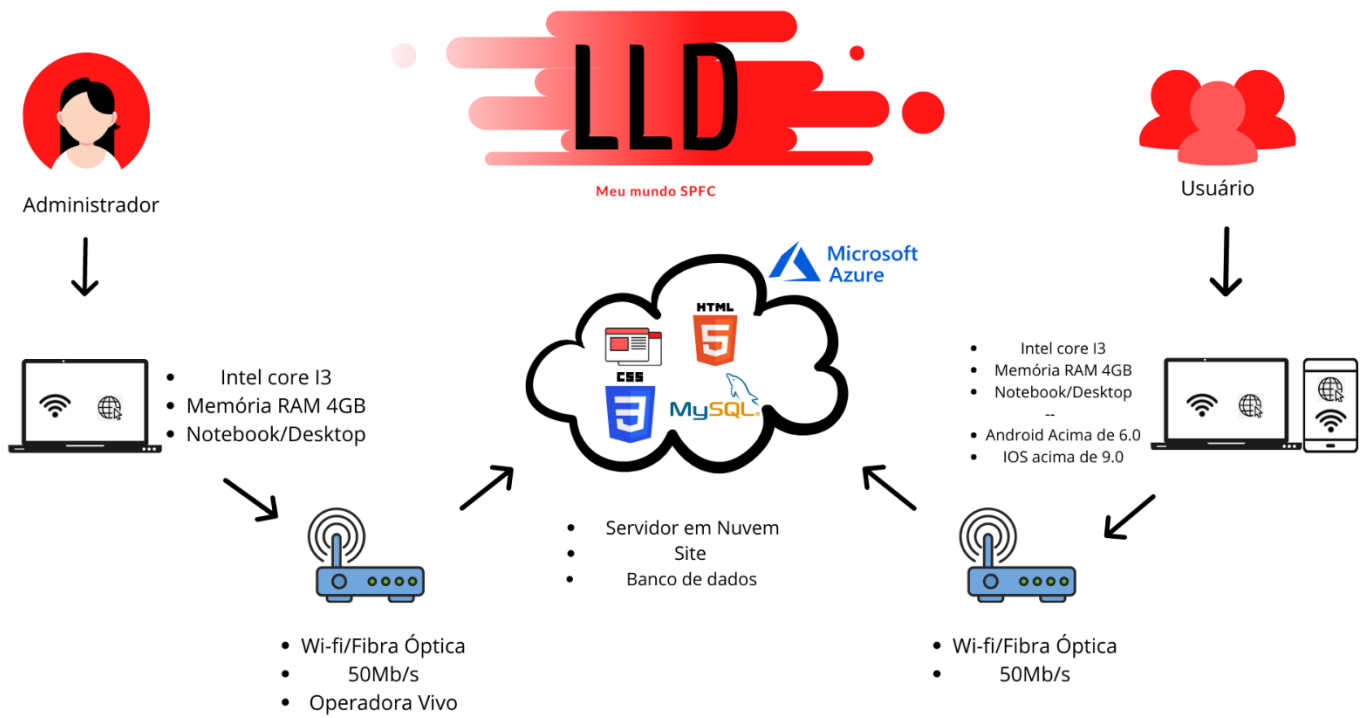 LLD
Meu mundo SPFC
Administrador
Usuário
Microsoft
Azure
HTML
5
CSS
3
MySQL®
Intel core I3
Memória RAM 4GB
Notebook/Desktop
Intel core I3
Memória RAM 4GB
Notebook/Desktop
--
Android Acima de 6.0
IOS acima de 9.0
Servidor em Nuvem
Site
Banco de dados
Wi-fi/Fibra Óptica
50Mb/s
Operadora Vivo
Wi-fi/Fibra Óptica
50Mb/s